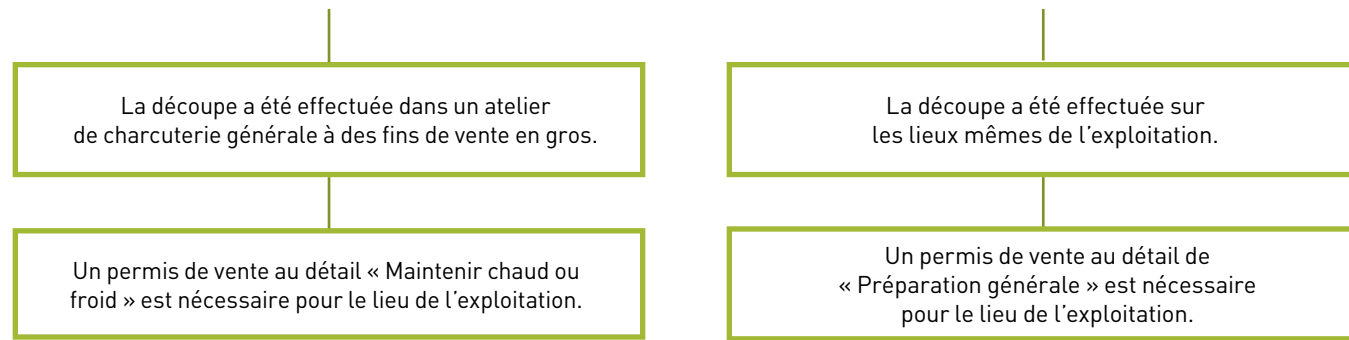 La découpe a été effectuée dans un atelier
de charcuterie générale à des fins de vente en gros.
Un permis de vente au détail « Maintenir chaud ou
froid » est nécessaire pour le lieu de l’exploitation.
La découpe a été effectuée sur
les lieux mêmes de l’exploitation.
Un permis de vente au détail de
« Préparation générale » est nécessaire
pour le lieu de l’exploitation.